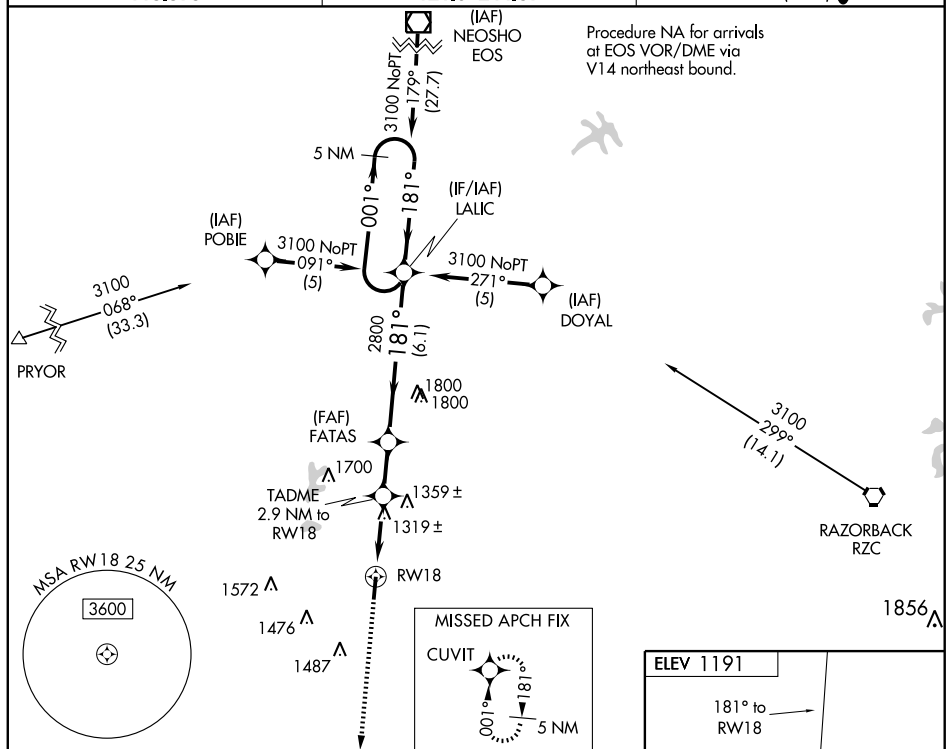 (IAF)
NEOSHO
EOS
Procedure NA for arrivals
at EOS VOR/DME via
V14 northeast bound.
3100 NoPT
179°
(27.7)
5 NM
001°
181°
(IF/IAF)
LALIC
(IAF)
POBIE
3100 NoPT
091°
(5)
3100 NoPT
271°
(5)
(IAF)
DOYAL
3100
068°
(33.3)
PRYOR
2800
181°
(6.1)
1800
1800
3100
299°
(14.1)
(FAF)
FATAS
1700
TADME
2.9 NM to
RW18
1359 ±
1319 ±
RAZORBACK
RZC
RW18
MSA RW18 25 NM
3600
1572
1476
1487
MISSED APCH FIX
CUVIT
181°
001°
5 NM
1856
ELEV 1191
181° to
RW18